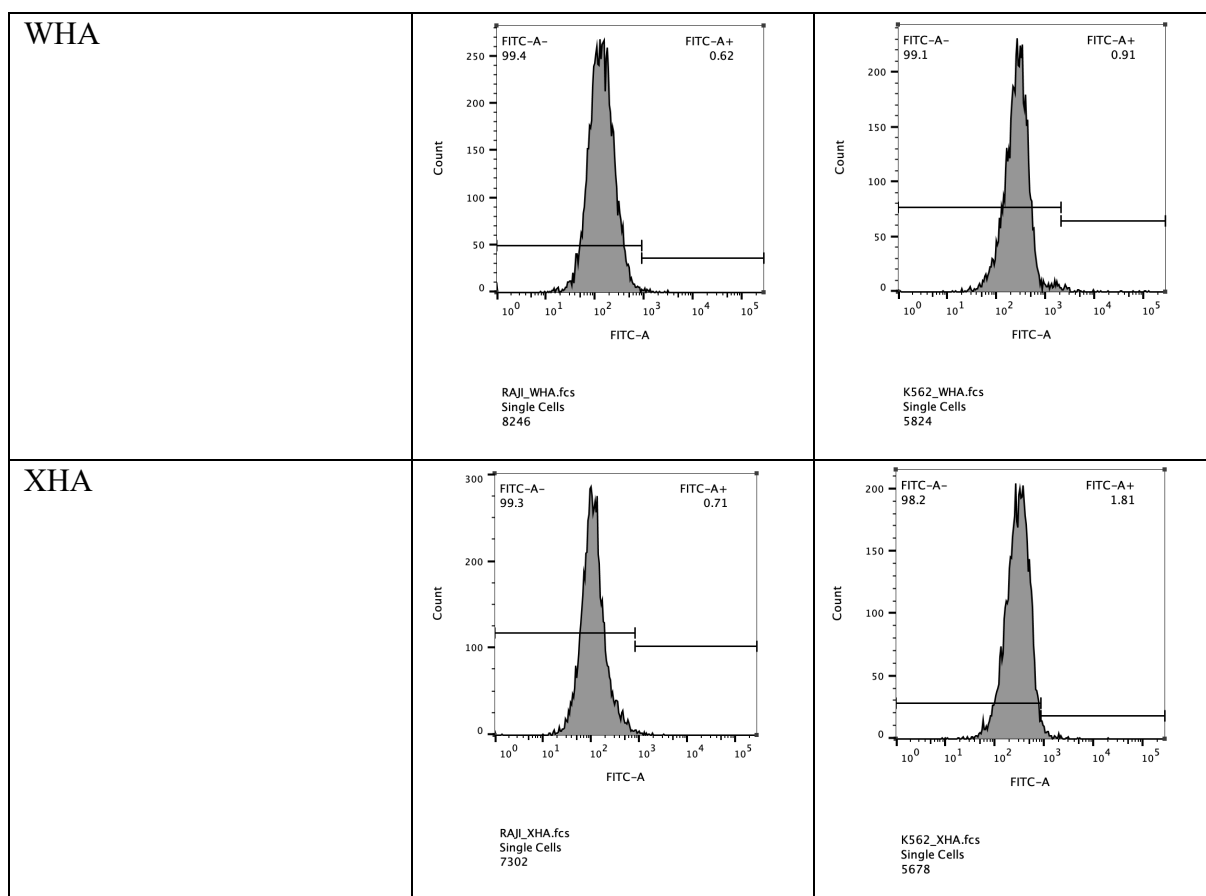 WHA
FITC-A- FITC-A+
99.4 0.62
250
200
150
100
50
0
Count
10^0 10^1 10^2 10^3 10^4 10^5
FITC-A
RAJI_WHA.fcs
Single Cells
8246
FITC-A- FITC-A+
99.1 0.91
200
150
100
50
0
Count
10^0 10^1 10^2 10^3 10^4 10^5
FITC-A
K562_WHA.fcs
Single Cells
5824
XHA
FITC-A- FITC-A+
99.3 0.71
300
200
100
0
Count
10^0 10^1 10^2 10^3 10^4 10^5
FITC-A
RAJI_XHA.fcs
Single Cells
7302
FITC-A- FITC-A+
98.2 1.81
200
150
100
50
0
Count
10^0 10^1 10^2 10^3 10^4 10^5
FITC-A
K562_XHA.fcs
Single Cells
5678